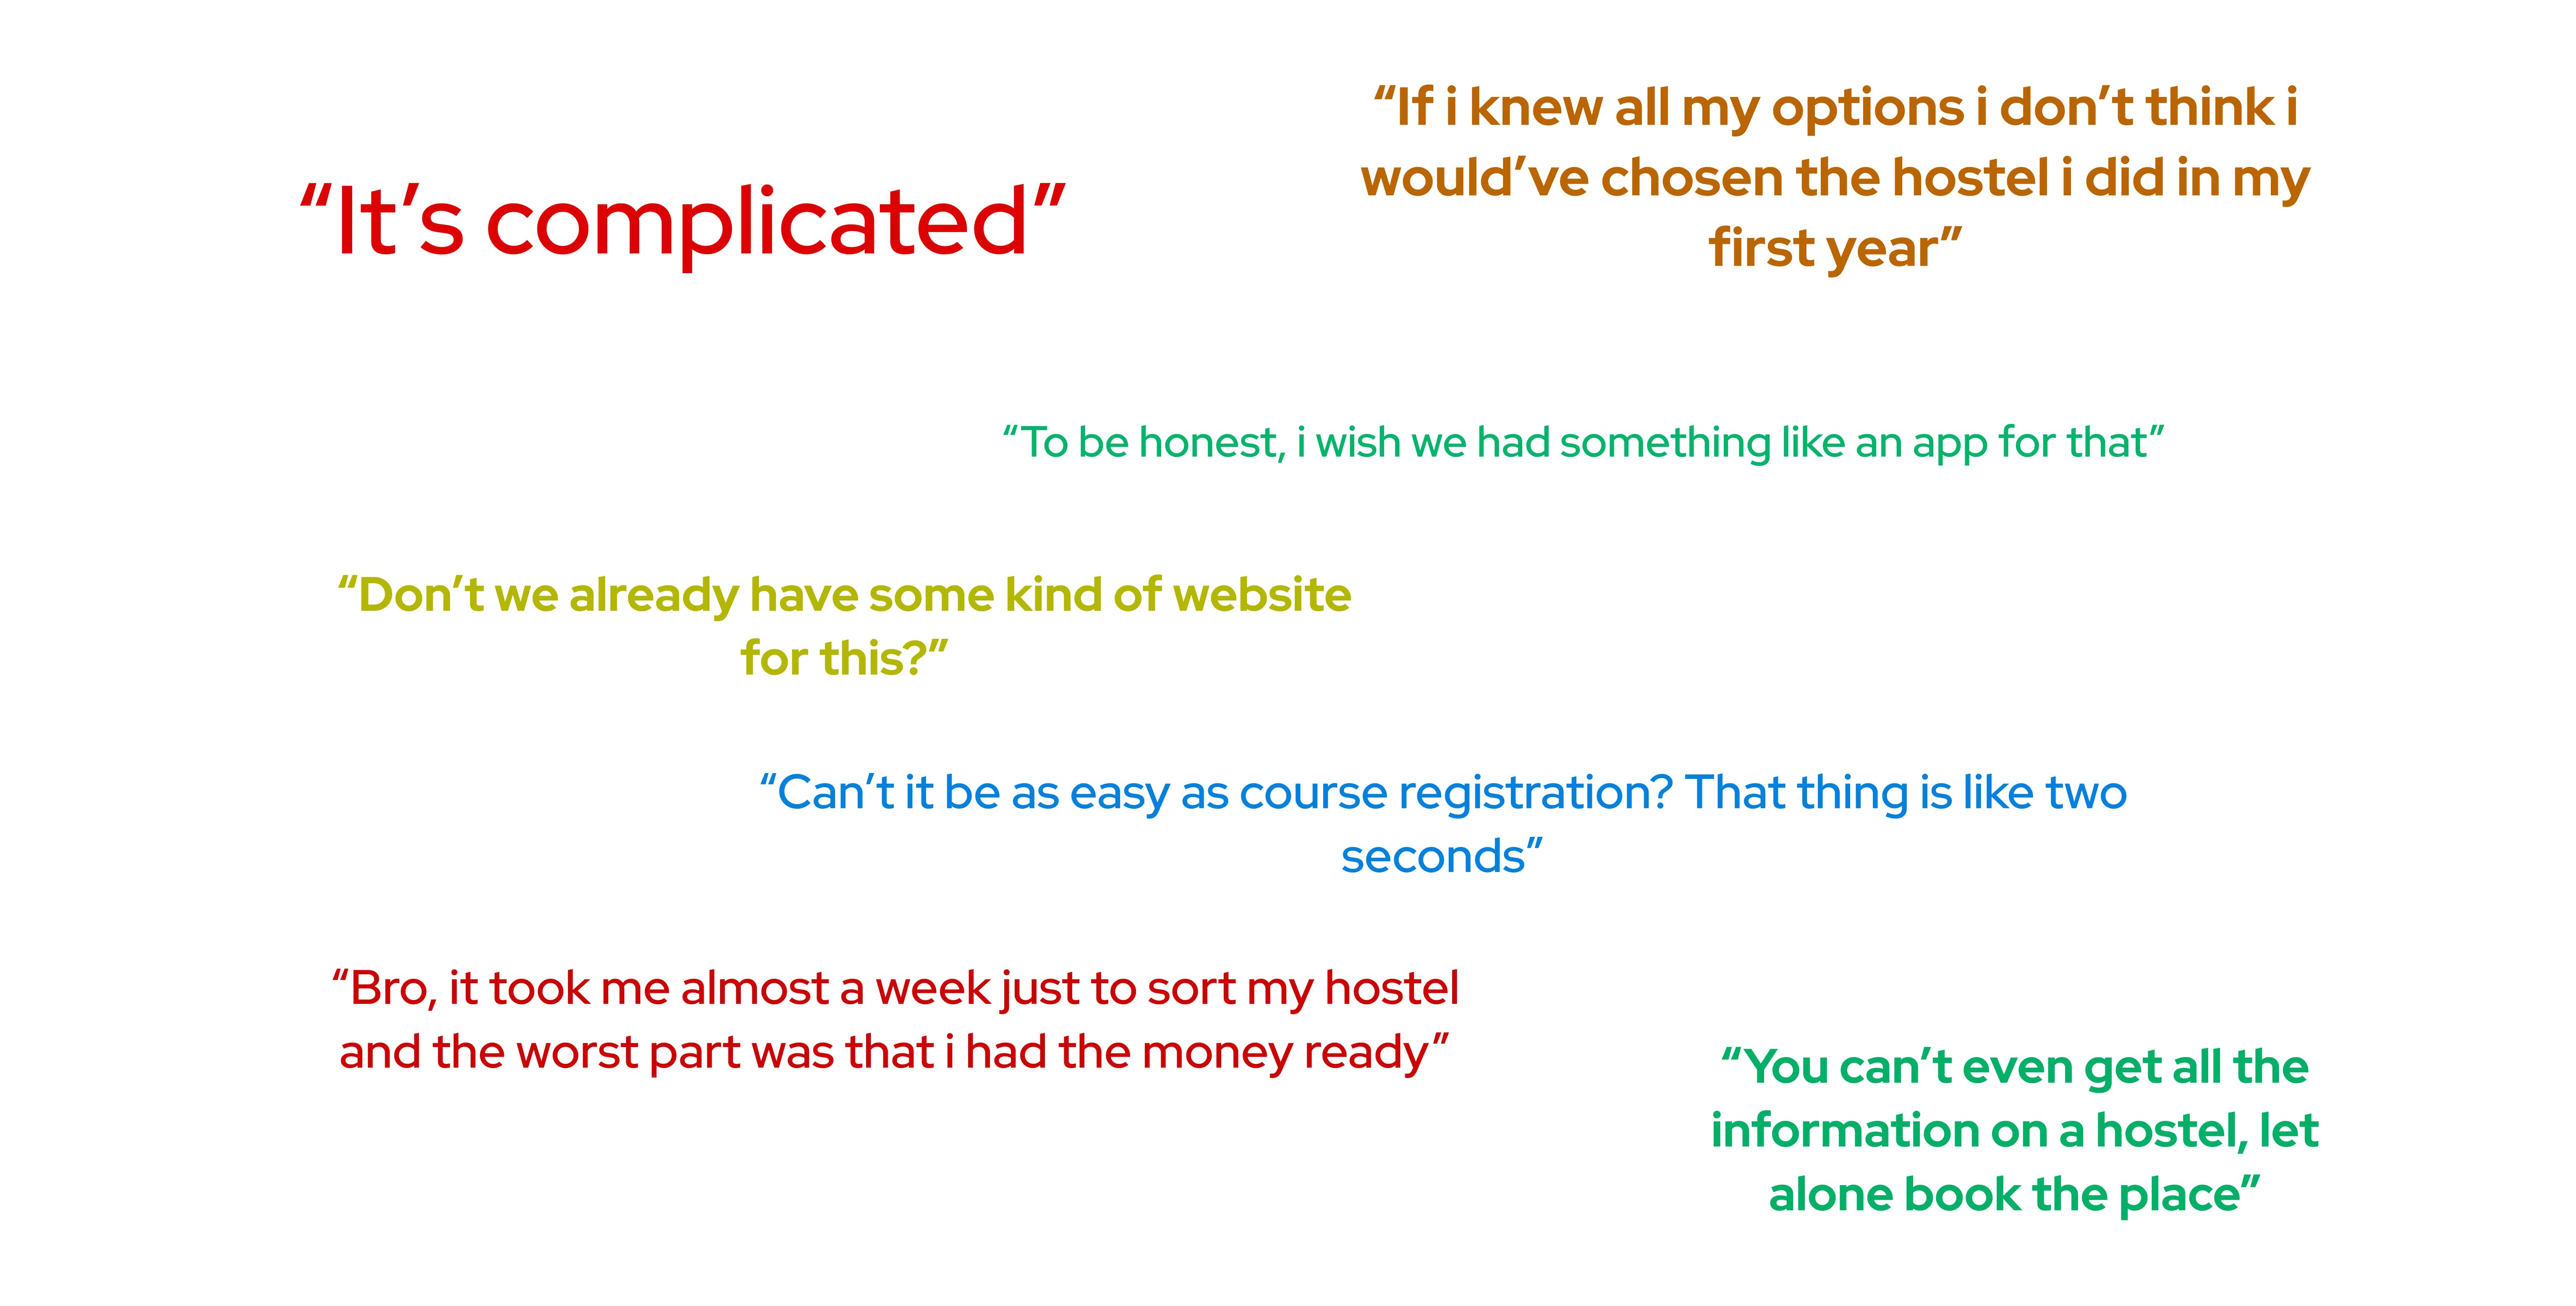 “It’s complicated”
“If i knew all my options i don’t think i
would’ve chosen the hostel i did in my
first year”
“To be honest, i wish we had something like an app for that”
“Don’t we already have some kind of website
for this?”
“Can’t it be as easy as course registration? That thing is like two
seconds”
“Bro, it took me almost a week just to sort my hostel
and the worst part was that i had the money ready”
“You can’t even get all the
information on a hostel, let
alone book the place”